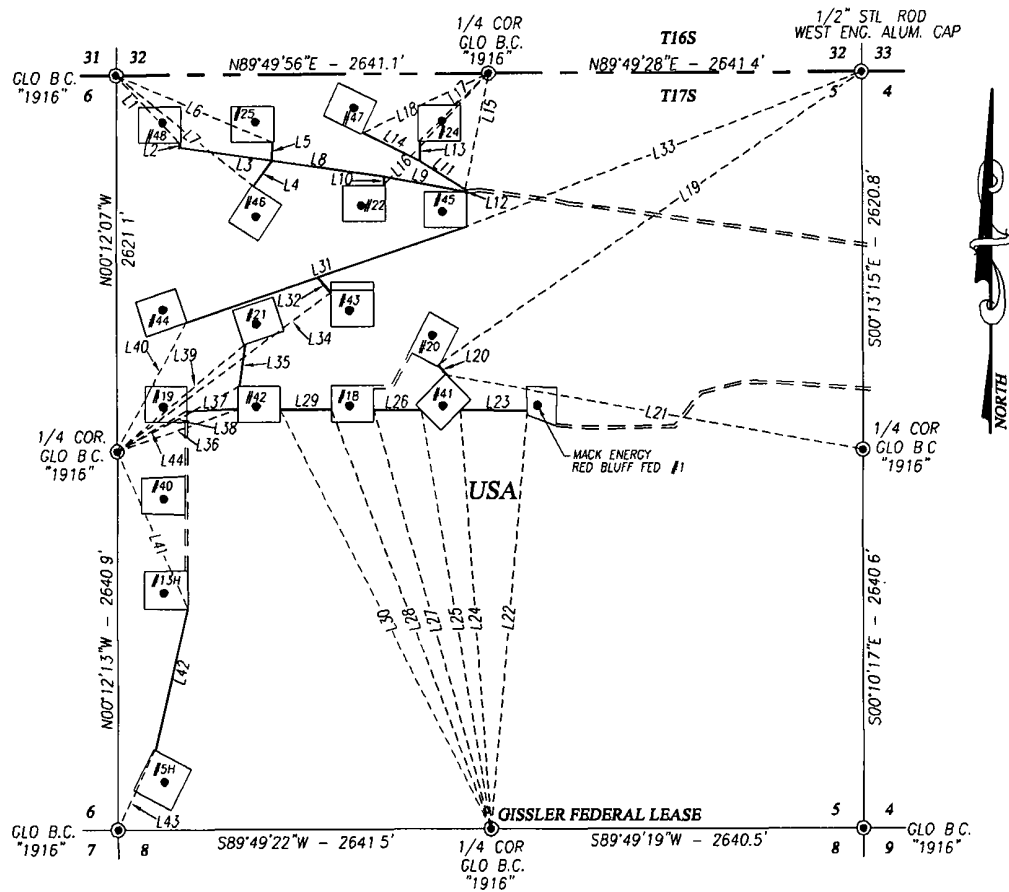 1/4 COR
GLO B.C.
"1916"
T16S
1/2" STL ROD
WEST ENG. ALUM. CAP
31 32
32 33
GLO B.C.
"1916"
6
N89°49'56"E - 2641.1'
N89°49'28" E - 2641 4'
T17S
5 4
L1
L6
L7
#25
#48
L2
L5
L3
L8
L4
#46
#47
L18
L17
L15
#24
L14
L13
L16
L11
L10
L9
L12
#22
#45
L33
L19
N00°12'07"W
2621 1'
S00°13'15"E - 2620.8'
L31
L32
#43
#44
#21
L34
L40
L39
L35
#20
L20
#19
L37
#42
L29
#18
L26
#41
L23
L21
L38
L36
L44
1/4 COR.
GLO B C.
"1916"
1/4 COR
GLO B.C
"1916"
MACK ENERGY
RED BLUFF FED #1
USA
NORTH
#40
L41
#13H
N00°12'13"W - 2640 9'
S00°10'17"E - 2640 6'
L30
L28
L27
L25
L24
L22
L42
#5H
L43
6
GISSLER FEDERAL LEASE
5 4
GLO B.C.
"1916"
7 8
S89°49'22"W - 2641 5'
1/4 COR
GLO B.C.
"1916"
S89°49'19"W - 2640.5'
8 9
GLO B C.
"1916"